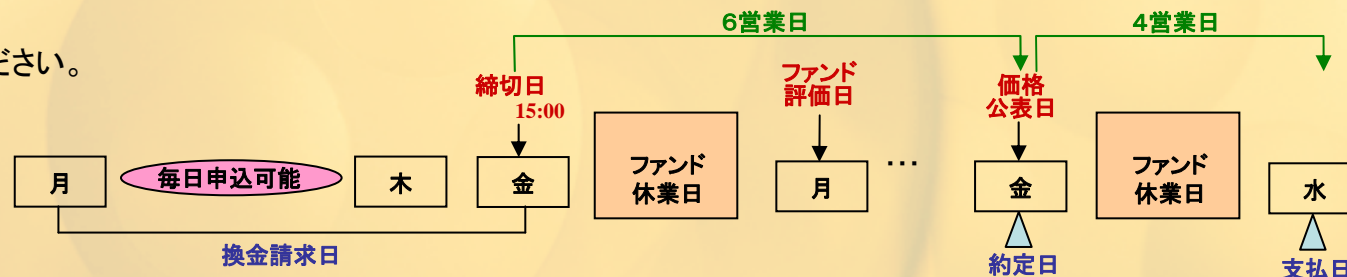 6営業日
4営業日
ださい。
締切日
15:00
ファンド
評価日
価格
公表日
月
毎日申込可能
木
金
ファンド
休業日
月
…
金
ファンド
休業日
水
換金請求日
約定日
支払日